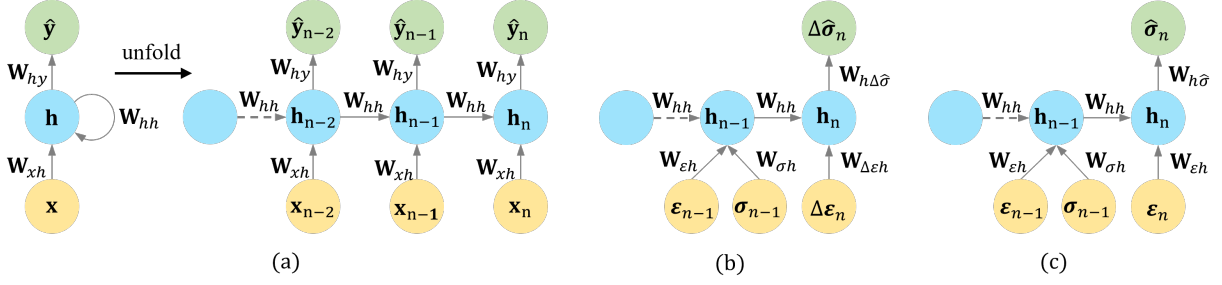 ŷ
unfold
W_hy
h
W_hh
W_xh
x
ŷ_n−2
ŷ_n−1
ŷ_n
W_hy
W_hy
W_hy
W_hh
W_hh
W_hh
h_n−2
h_n−1
h_n
W_xh
W_xh
W_xh
x_n−2
x_n−1
x_n
(a)
Δσ̂_n
W_hΔσ̂
W_hh
W_hh
h_n−1
h_n
W_εh
W_σh
W_Δεh
ε_n−1
σ_n−1
Δε_n
(b)
σ̂_n
W_hσ̂
W_hh
W_hh
h_n−1
h_n
W_εh
W_σh
W_εh
ε_n−1
σ_n−1
ε_n
(c)